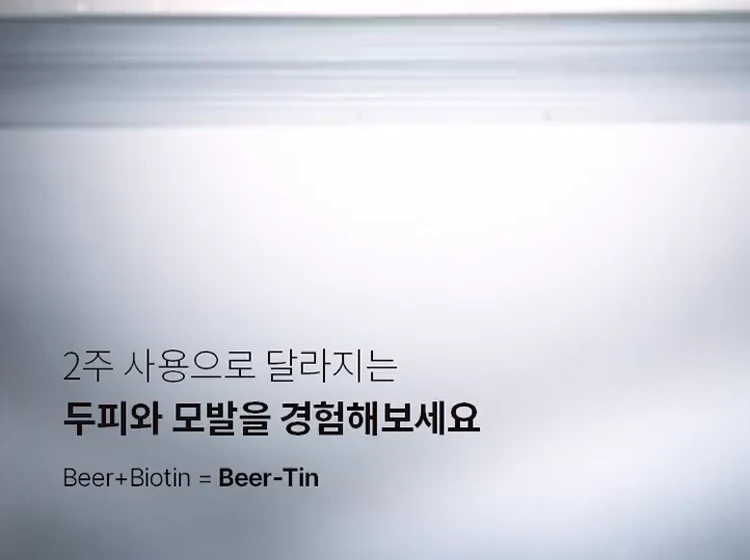 2주 사용으로 달라지는
두피와 모발을 경험해보세요
Beer+Biotin = Beer-Tin